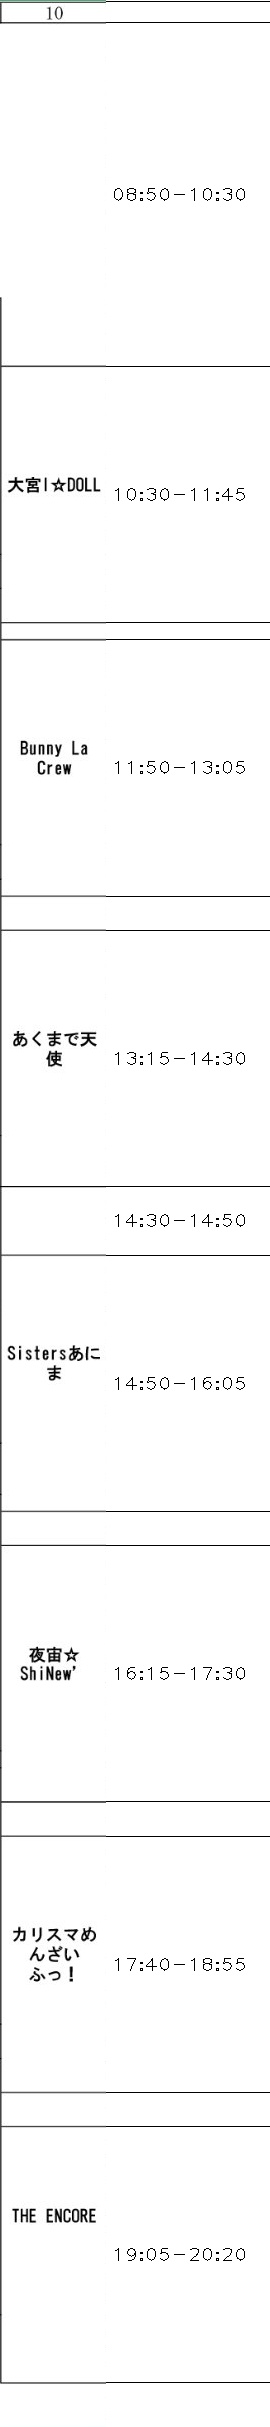 10
08:50-10:30
大宮I☆DOLL
10:30-11:45
Bunny La
Crew
11:50-13:05
あくまで天
使
13:15-14:30
14:30-14:50
Sistersあに
ま
14:50-16:05
夜宙☆
ShiNew'
16:15-17:30
カリスマめ
んざい
ふっ！
17:40-18:55
THE ENCORE
19:05-20:20